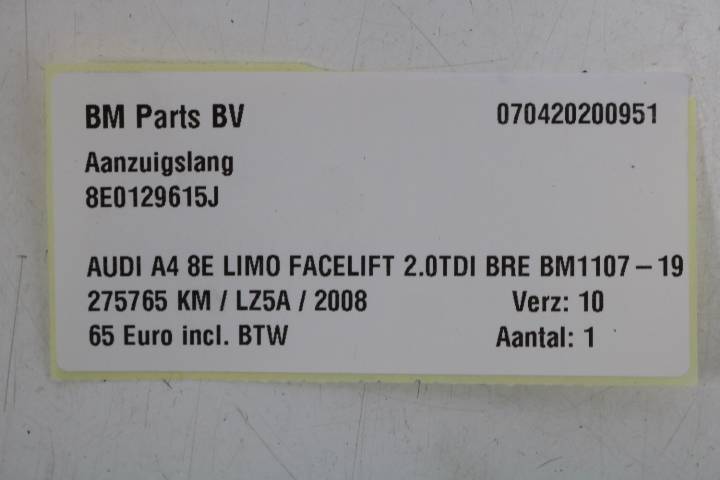 BM Parts BV 070420200951
Aanzuigslang
8E0129615J
AUDI A4 8E LIMO FACELIFT 2.0TDI BRE BM1107-19
275765 KM / LZ5A / 2008 Verz: 10
65 Euro incl. BTW Aantal: 1